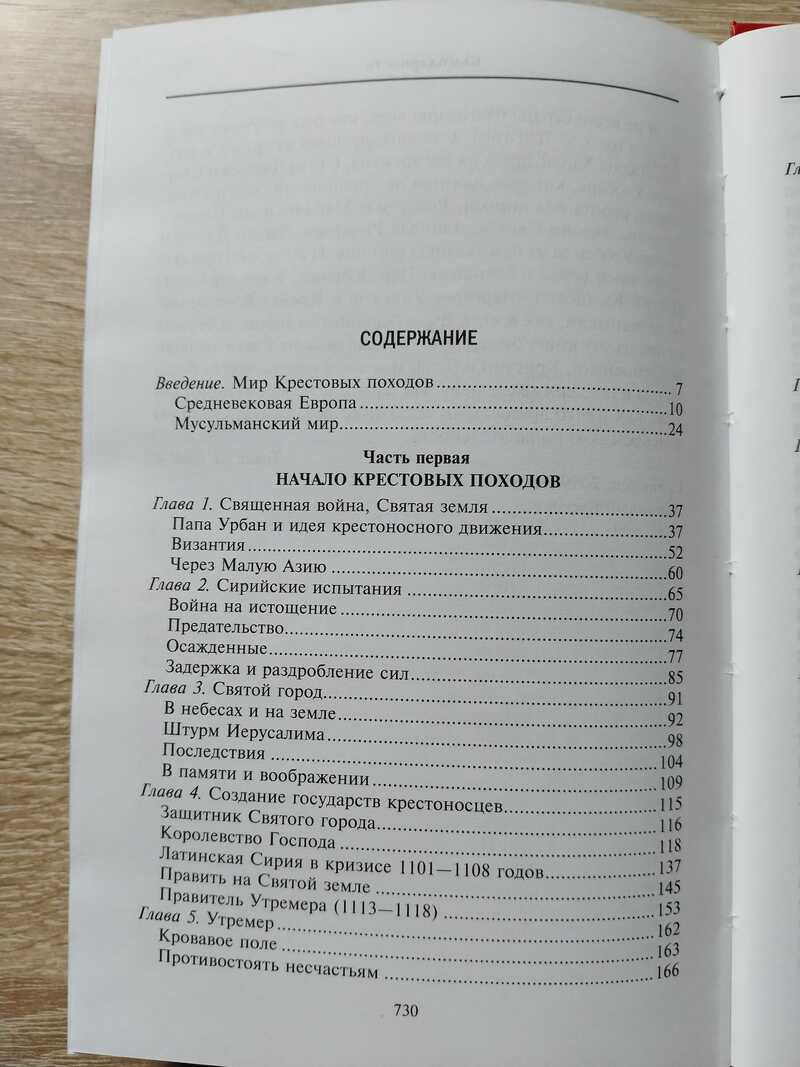 СОДЕРЖАНИЕ
Введение. Мир Крестовых походов........................................ 7
Средневековая Европа........................................10
Мусульманский мир........................................24
Часть первая
НАЧАЛО КРЕСТОВЫХ ПОХОДОВ
Глава 1. Священная война, Святая земля........................................37
Папа Урбан и идея крестоносного движения........................................37
Византия........................................52
Через Малую Азию........................................60
Глава 2. Сирийские испытания........................................65
Война на истощение........................................70
Предательство........................................74
Осажденные........................................77
Задержка и раздробление сил........................................85
Глава 3. Святой город........................................91
В небесах и на земле........................................92
Штурм Иерусалима........................................98
Последствия........................................104
В памяти и воображении........................................109
Глава 4. Создание государств крестоносцев........................................115
Защитник Святого города........................................116
Королевство Господа........................................118
Латинская Сирия в кризисе 1101—1108 годов........................................137
Править на Святой земле........................................145
Правитель Утремера (1113—1118)........................................153
Глава 5. Утремер........................................162
Кровавое поле........................................163
Противостоять несчастьям........................................166
730